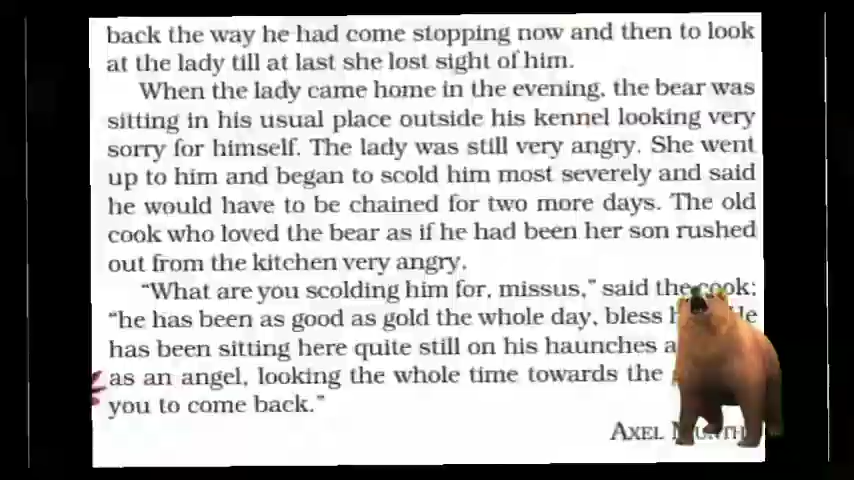 back the way he had come stopping now and then to look
at the lady till at last she lost sight of him.
When the lady came home in the evening, the bear was
sitting in his usual place outside his kennel looking very
sorry for himself. The lady was still very angry. She went
up to him and began to scold him most severely and said
he would have to be chained for two more days. The old
cook who loved the bear as if he had been her son rushed
out from the kitchen very angry.
“What are you scolding him for, missus,” said the cook;
“he has been as good as gold the whole day, bless
has been sitting here quite still on his haunches
as an angel, looking the whole time towards the
you to come back.”
AXEL